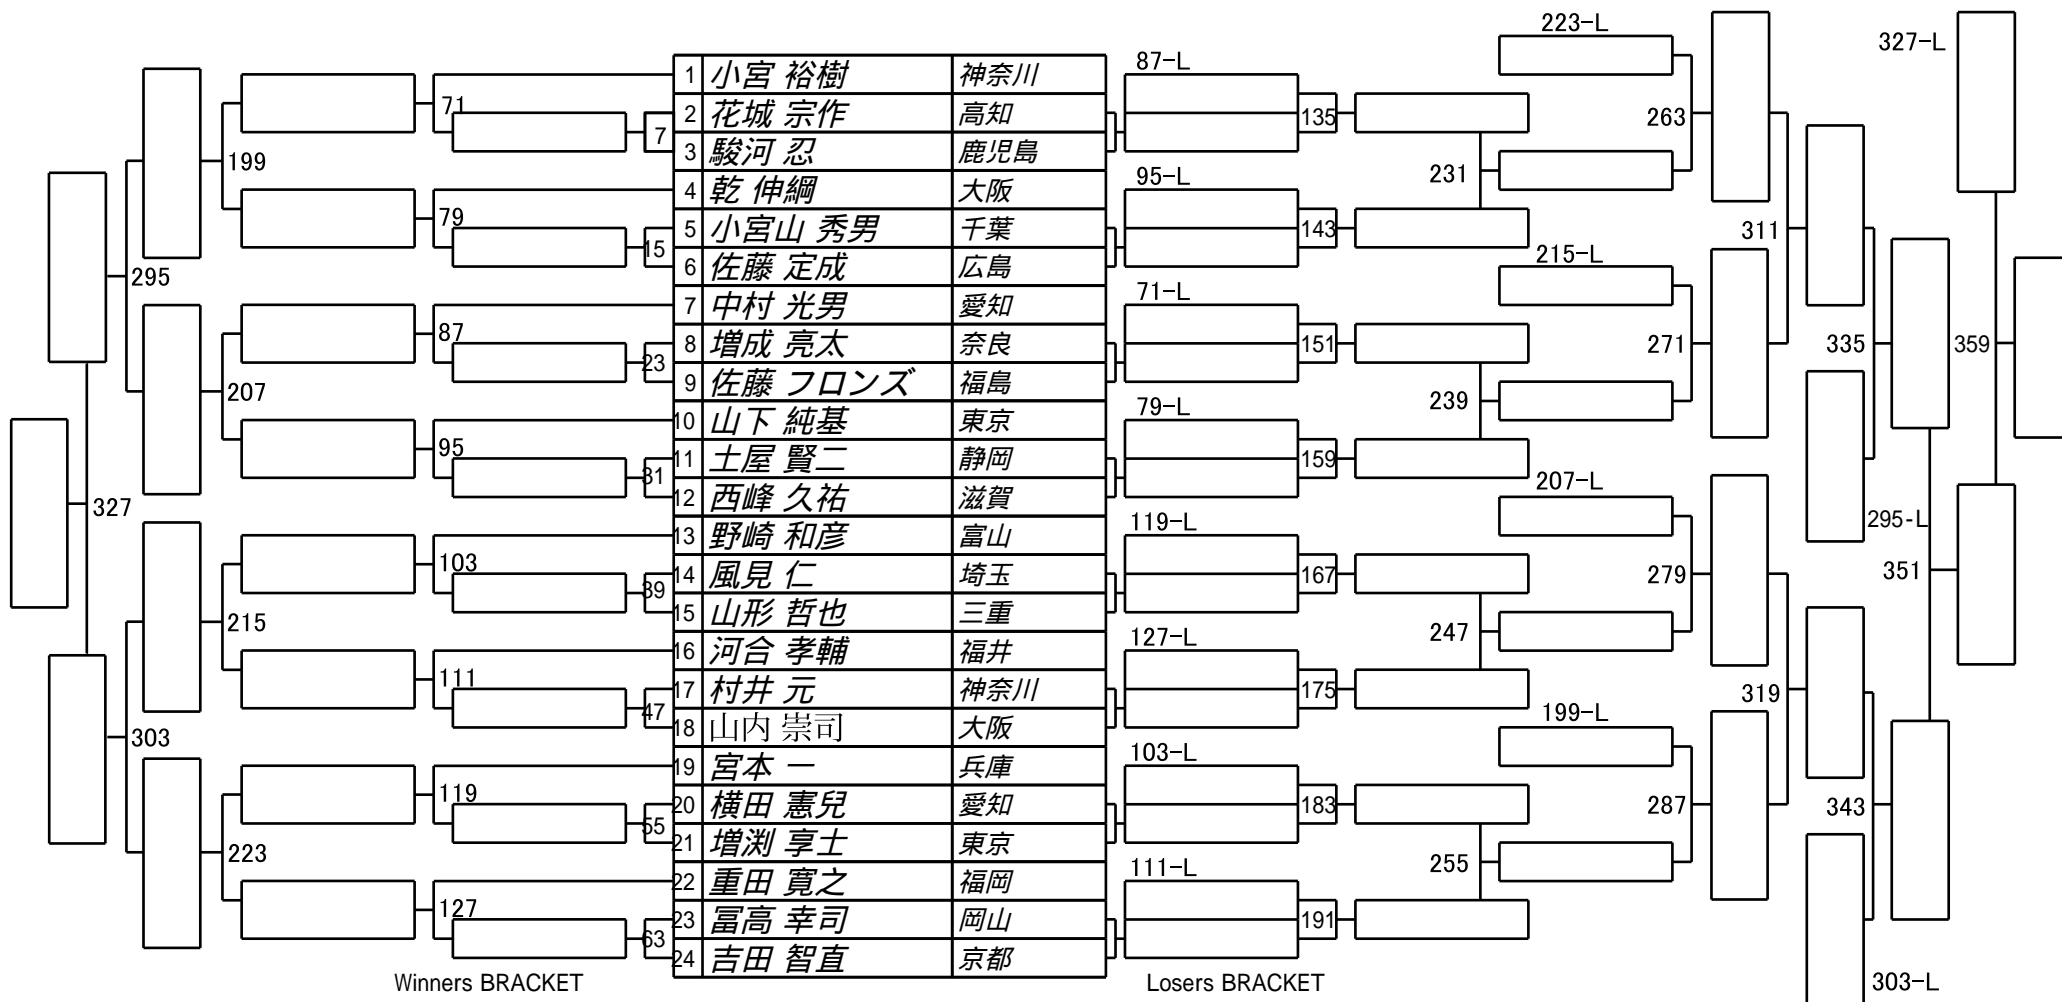 223-L
327-L
87-L
1 小宮 裕樹 神奈川
71
2 花城 宗作 高知
135
263
7
3 駿河 忍 鹿児島
199
231
95-L
4 乾 伸綱 大阪
79
5 小宮山 秀男 千葉
143
311
15
215-L
6 佐藤 定成 広島
295
71-L
7 中村 光男 愛知
87
8 増成 亮太 奈良
151
271
335
359
23
9 佐藤 フロンズ 福島
207
239
79-L
10 山下 純基 東京
95
11 土屋 賢二 静岡
159
31
207-L
12 西峰 久祐 滋賀
327
119-L
295-L
13 野崎 和彦 富山
103
14 風見 仁 埼玉
167
279
351
39
15 山形 哲也 三重
215
247
127-L
16 河合 孝輔 福井
111
17 村井 元 神奈川
175
319
47
199-L
18 山内 崇司 大阪
303
103-L
19 宮本 一 兵庫
119
20 横田 憲兒 愛知
183
287
343
55
21 増渕 享士 東京
223
255
111-L
22 重田 寛之 福岡
127
23 冨高 幸司 岡山
191
63
24 吉田 智直 京都
Winners BRACKET
Losers BRACKET
303-L